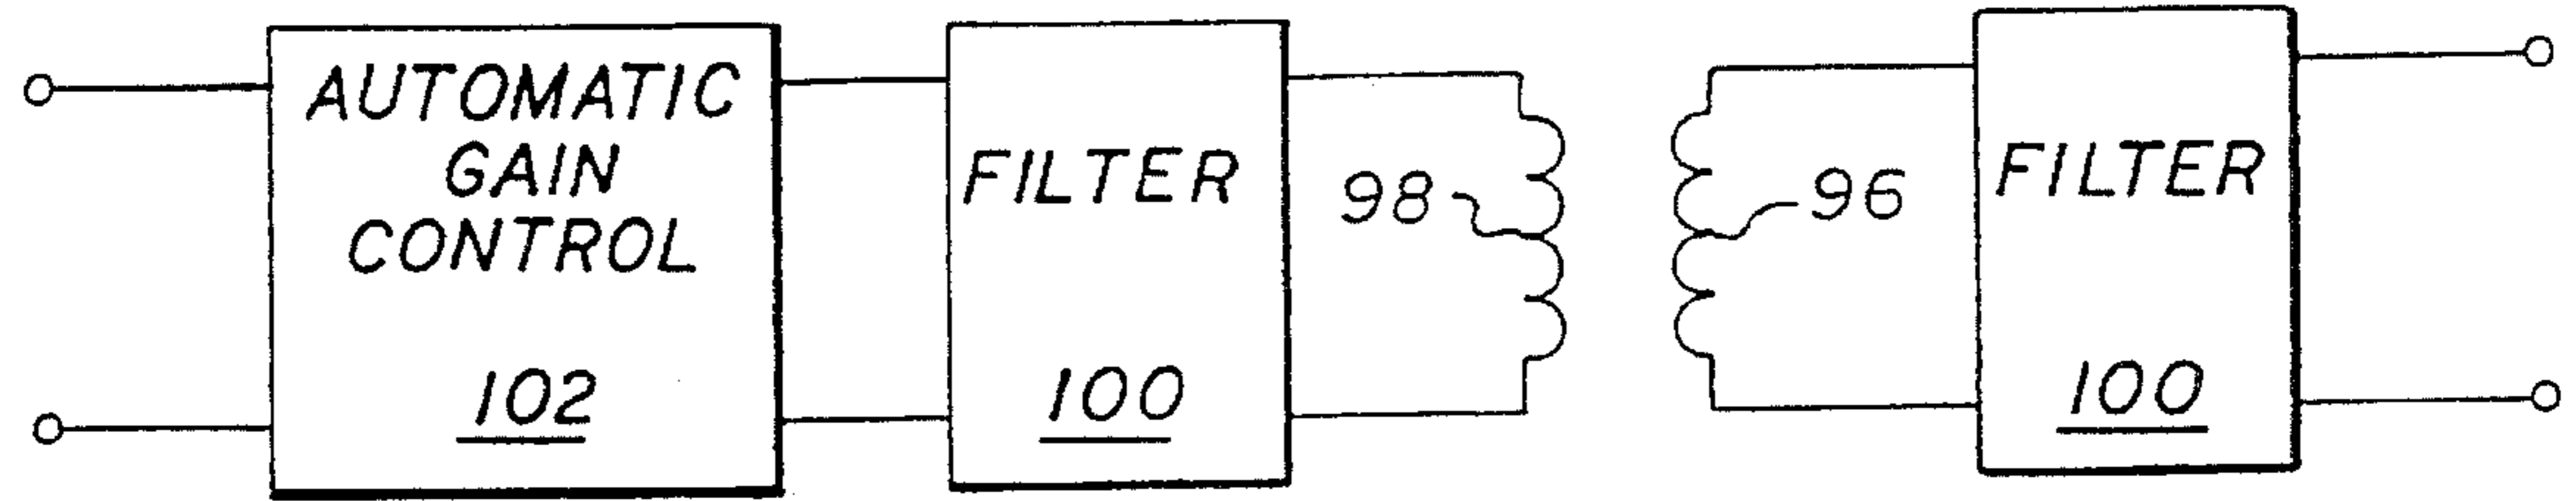 AUTOMATIC
GAIN
CONTROL
102
FILTER
100
98
96
FILTER
100